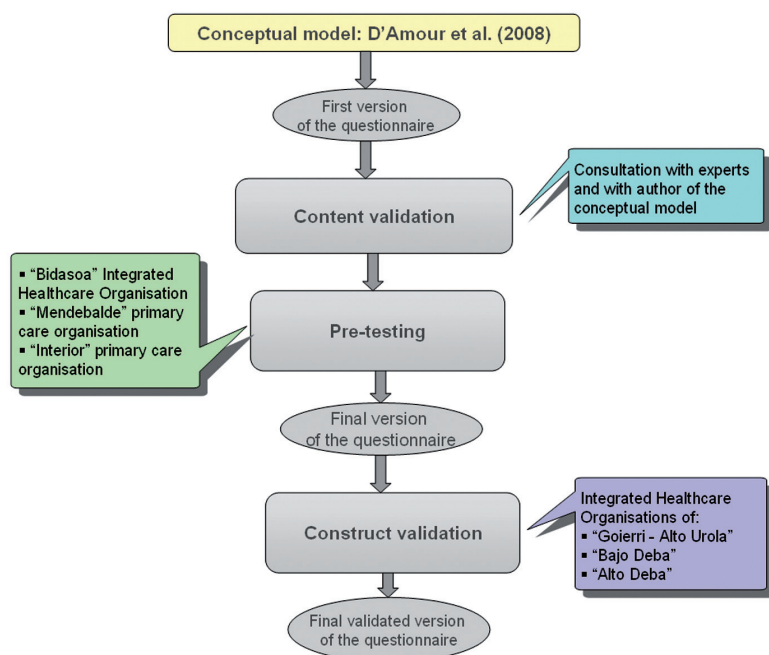 Conceptual model: D'Amour et al. (2008)
First version
of the questionnaire
Consultation with experts
and with author of the
conceptual model
Content validation
▪ “Bidasoa” Integrated
Healthcare Organisation
▪ “Mendebalde” primary
care organisation
▪ “Interior” primary care
organisation
Pre-testing
Final version
of the questionnaire
Integrated Healthcare
Organisations of:
▪ “Goierri - Alto Urola”
▪ “Bajo Deba”
▪ “Alto Deba”
Construct validation
Final validated version
of the questionnaire